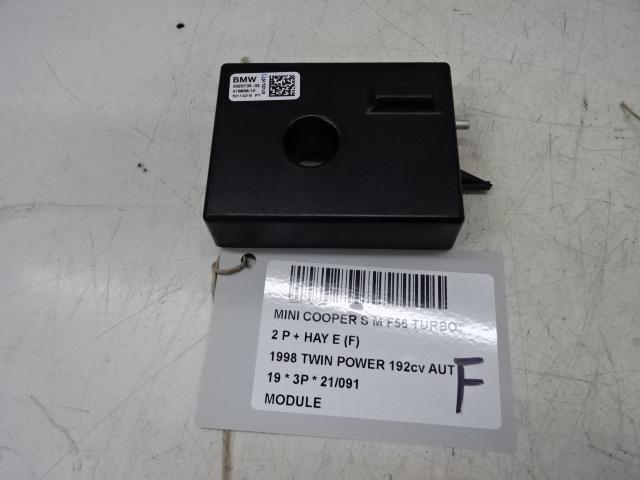 BMW
MINI COOPER S M F56 TURBO
2 P + HAY E (F)
1998 TWIN POWER 192cv AUT
19 * 3P * 21/091
MODULE
F